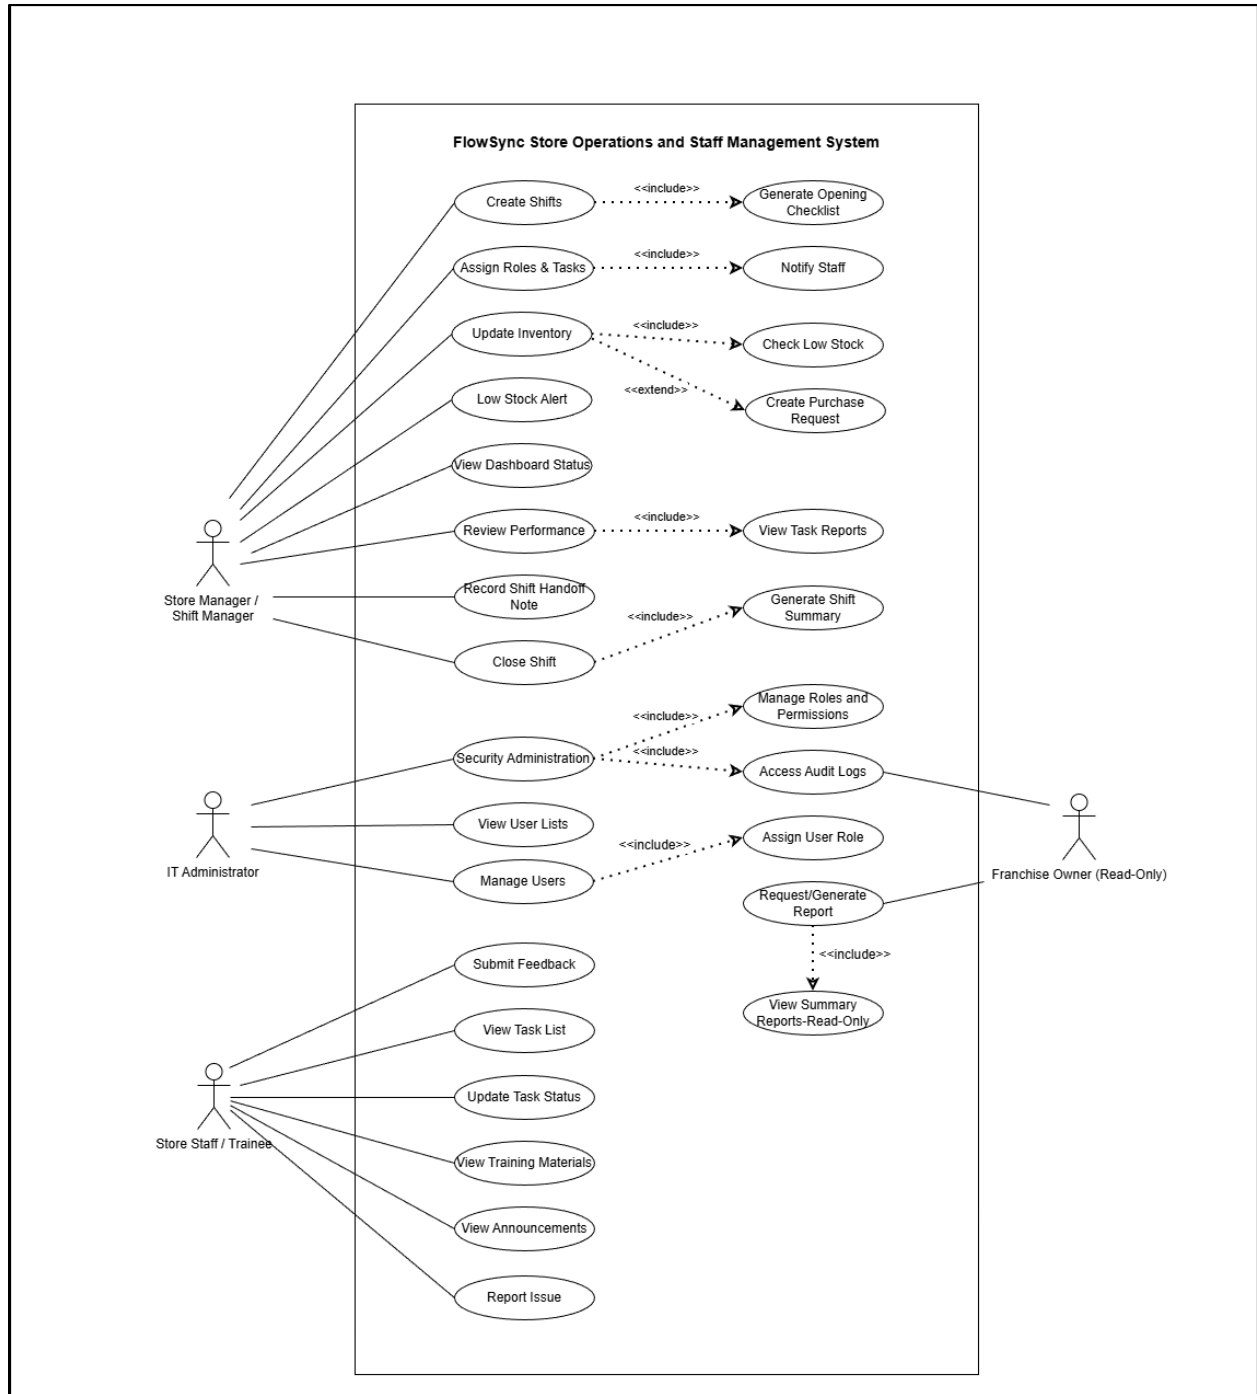 FlowSync Store Operations and Staff Management System
Create Shifts
<<include>>
Generate Opening
Checklist
Assign Roles & Tasks
<<include>>
Notify Staff
Update Inventory
<<include>>
Check Low Stock
<<extend>>
Create Purchase
Request
Low Stock Alert
View Dashboard Status
Review Performance
<<include>>
View Task Reports
Store Manager /
Shift Manager
Record Shift Handoff
Note
Close Shift
<<include>>
Generate Shift
Summary
Security Administration
<<include>>
Manage Roles and
Permissions
<<include>>
Access Audit Logs
IT Administrator
View User Lists
Manage Users
<<include>>
Assign User Role
Franchise Owner (Read-Only)
Request/Generate
Report
<<include>>
View Summary
Reports-Read-Only
Submit Feedback
View Task List
Update Task Status
Store Staff / Trainee
View Training Materials
View Announcements
Report Issue